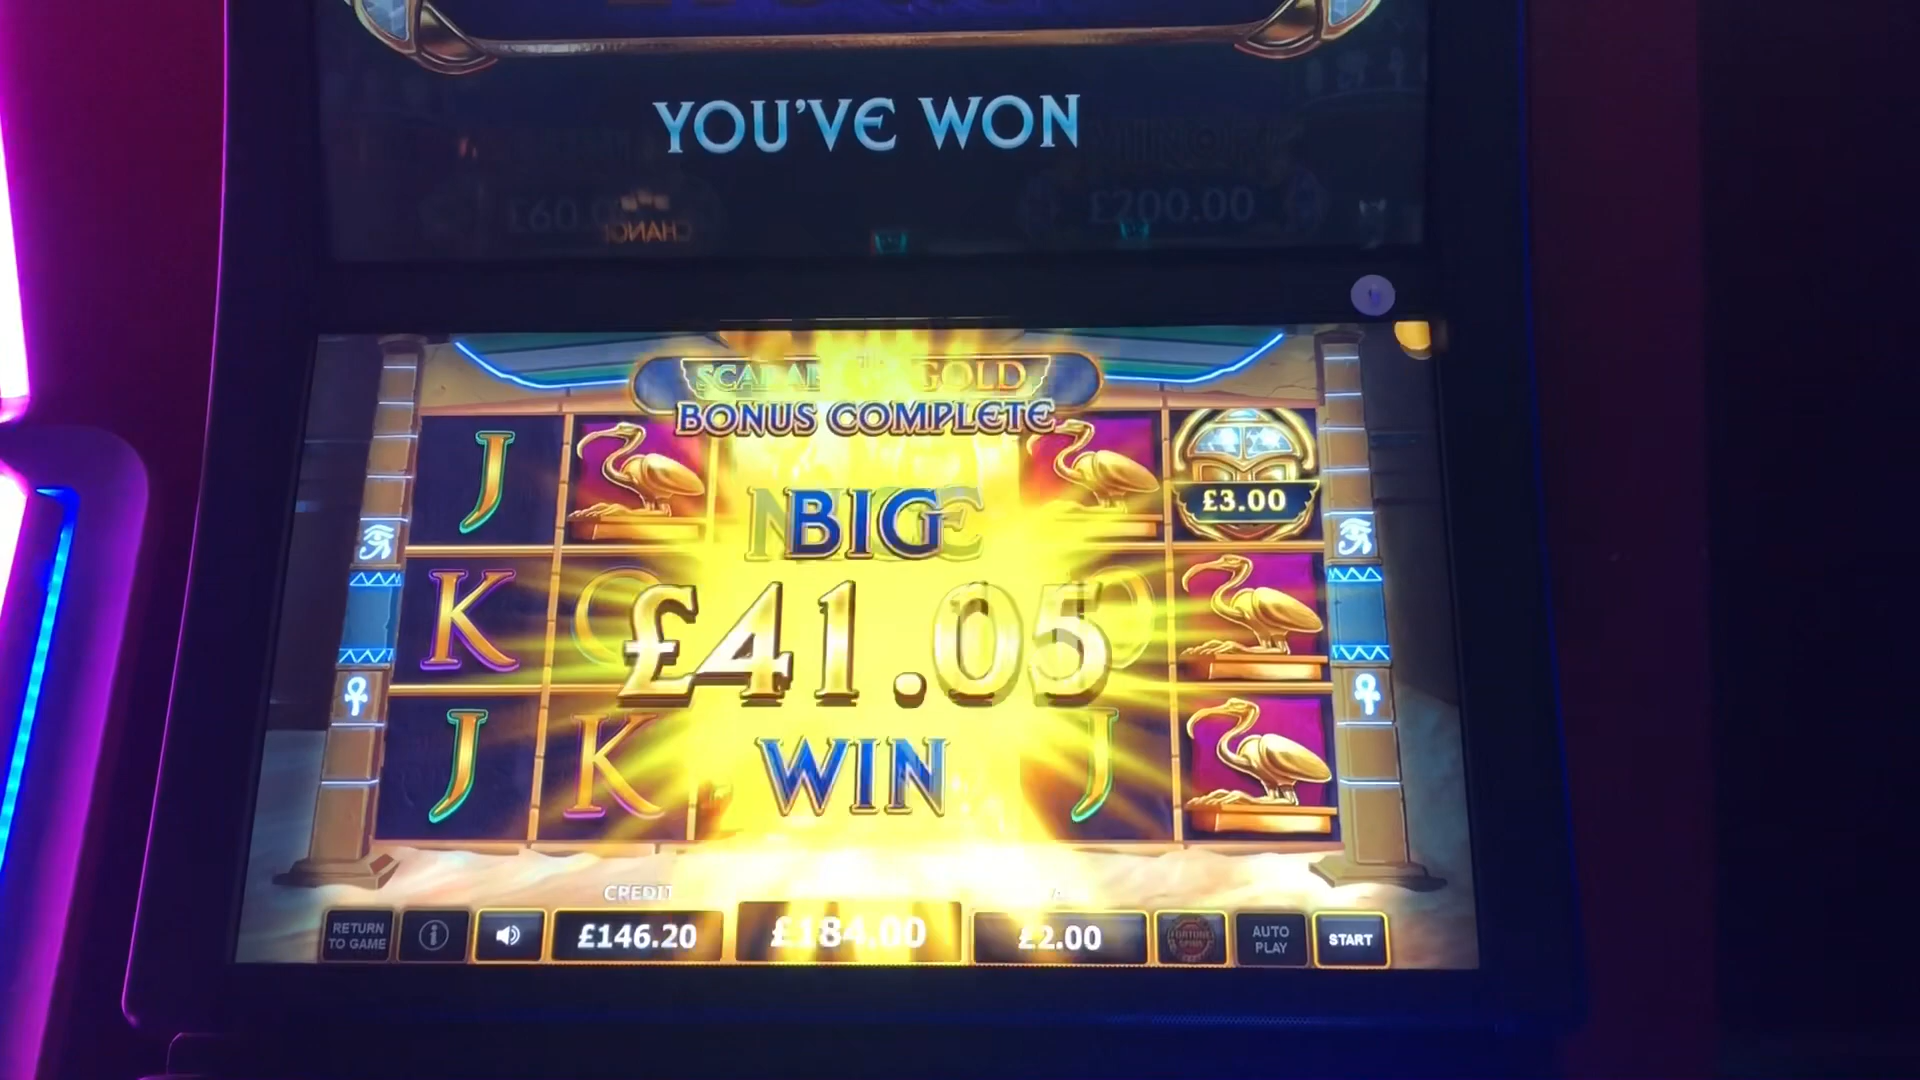 YOU'VE WON
£200.00
GOLD
BONUS COMPLETE
J
£3.00
BIG
K
£41.05
J
K
WIN
J
CREDIT
RETURN
TO GAME
£146.20
£184.00
£2.00
AUTO
PLAY
START